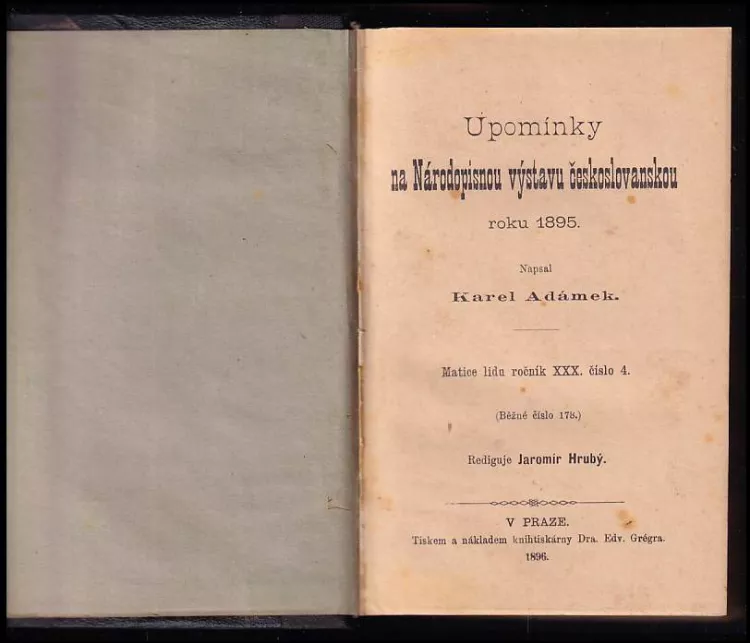 Upomínky
na Národopisnou výstavu českoslovanskou
roku 1895.
Napsal
Karel Adámek.
Matice lidu ročník XXX. číslo 4.
(Běžné číslo 178.)
Rediguje Jaromír Hrubý.
V PRAZE.
Tiskem a nákladem knihtiskárny Dra. Edv. Grégra.
1896.